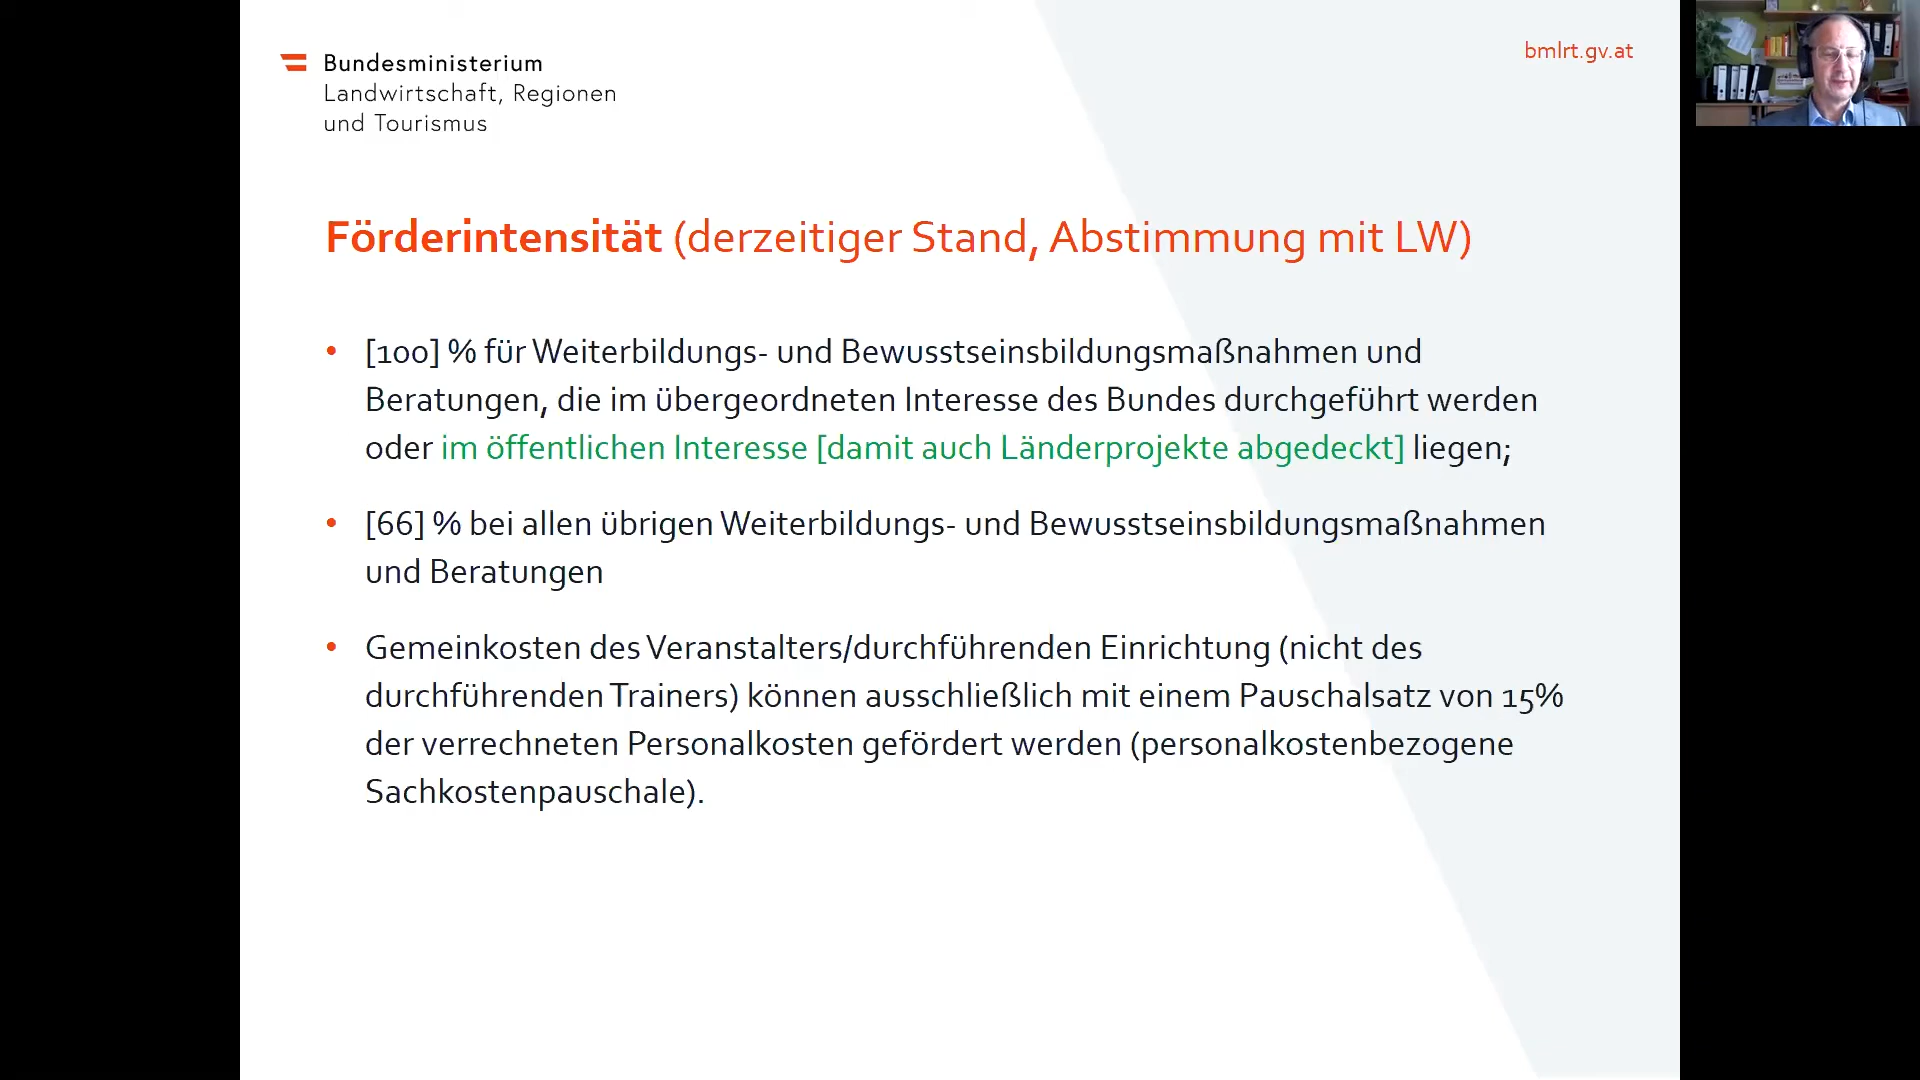 Bundesministerium
Landwirtschaft, Regionen
und Tourismus
bmlrt.gv.at
Förderintensität (derzeitiger Stand, Abstimmung mit LW)
• [100] % für Weiterbildungs- und Bewusstseinsbildungsmaßnahmen und
Beratungen, die im übergeordneten Interesse des Bundes durchgeführt werden
oder im öffentlichen Interesse [damit auch Länderprojekte abgedeckt] liegen;
• [66] % bei allen übrigen Weiterbildungs- und Bewusstseinsbildungsmaßnahmen
und Beratungen
• Gemeinkosten des Veranstalters/durchführenden Einrichtung (nicht des
durchführenden Trainers) können ausschließlich mit einem Pauschalsatz von 15%
der verrechneten Personalkosten gefördert werden (personalkostenbezogene
Sachkostenpauschale).